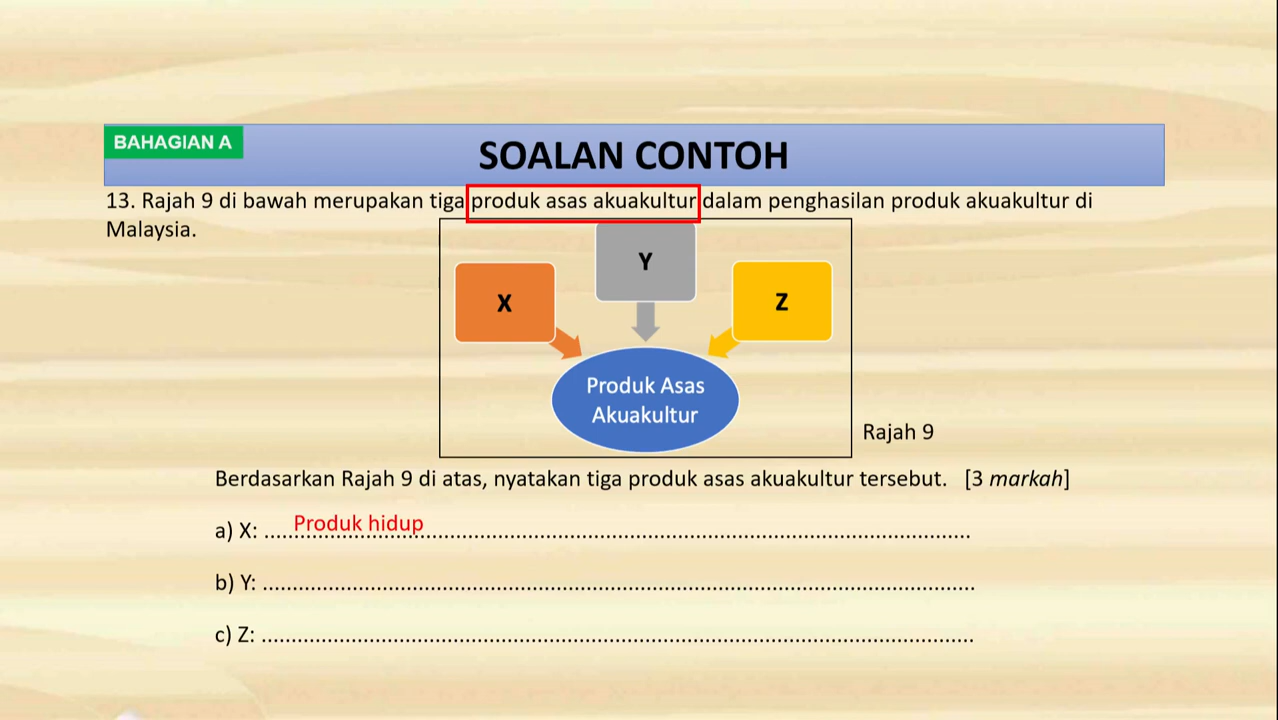 BAHAGIAN A
SOALAN CONTOH
13. Rajah 9 di bawah merupakan tiga produk asas akuakultur dalam penghasilan produk akuakultur di
Malaysia.
Y
X
Z
Produk Asas
Akuakultur
Rajah 9
Berdasarkan Rajah 9 di atas, nyatakan tiga produk asas akuakultur tersebut. [3 markah]
a) X: .......Produk hidup.......
b) Y: .......
c) Z: .......